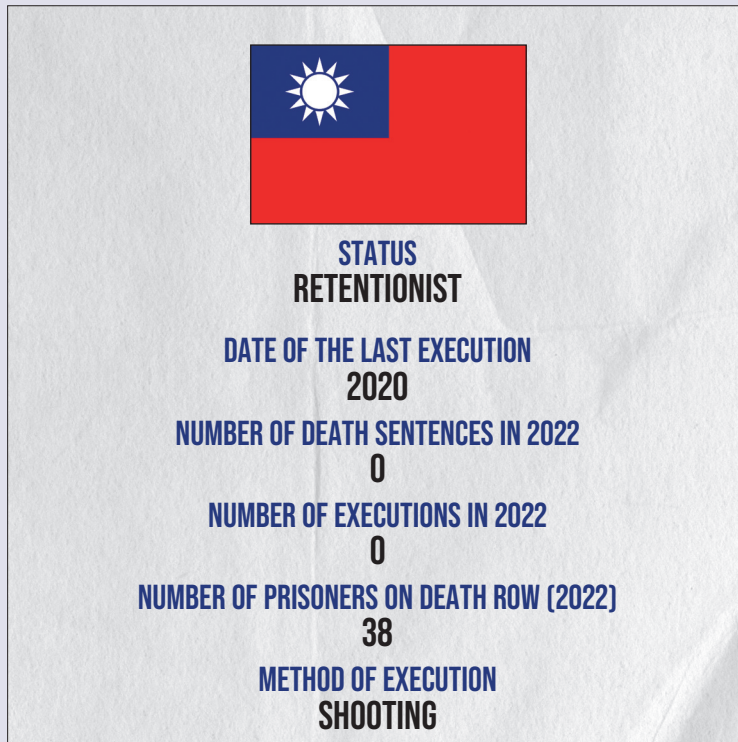 STATUS
RETENTIONIST
DATE OF THE LAST EXECUTION
2020
NUMBER OF DEATH SENTENCES IN 2022
0
NUMBER OF EXECUTIONS IN 2022
0
NUMBER OF PRISONERS ON DEATH ROW (2022)
38
METHOD OF EXECUTION
SHOOTING